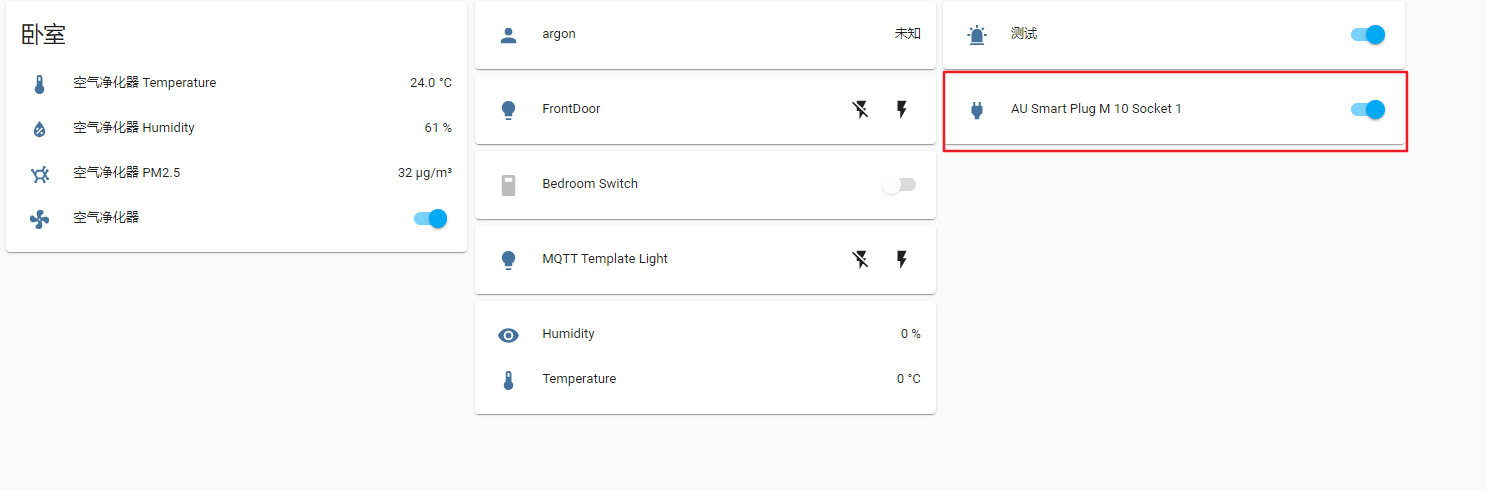 卧室
空气净化器 Temperature 24.0 °C
空气净化器 Humidity 61 %
空气净化器 PM2.5 32 µg/m³
空气净化器
argon 未知
FrontDoor
Bedroom Switch
MQTT Template Light
Humidity 0 %
Temperature 0 °C
测试
AU Smart Plug M 10 Socket 1